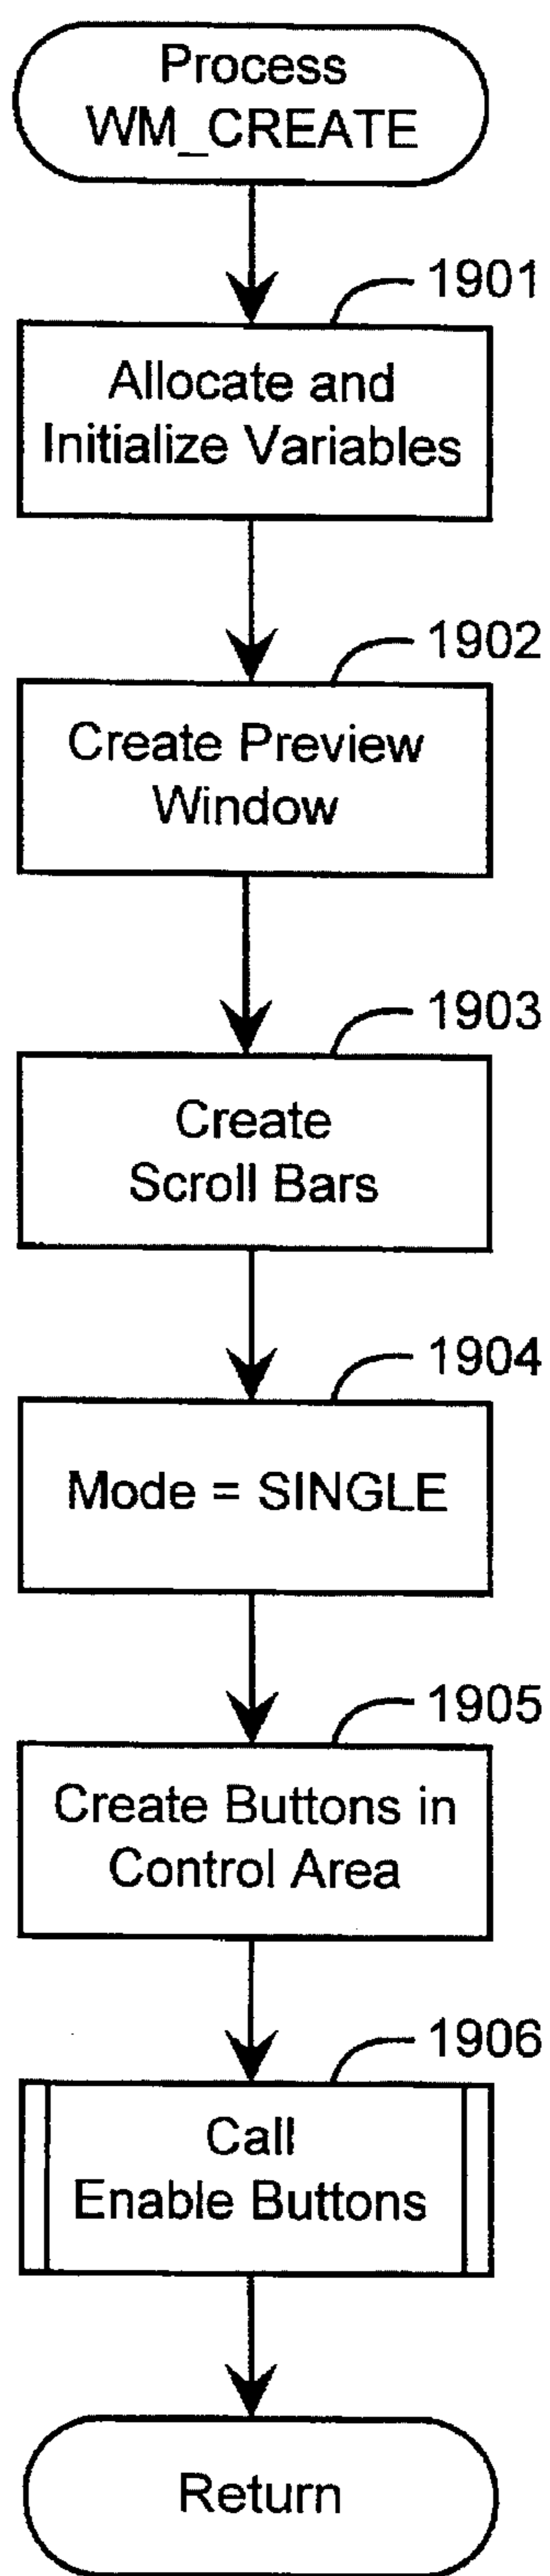 Process
WM_CREATE
1901
Allocate and
Initialize Variables
1902
Create Preview
Window
1903
Create
Scroll Bars
1904
Mode = SINGLE
1905
Create Buttons in
Control Area
1906
Call
Enable Buttons
Return